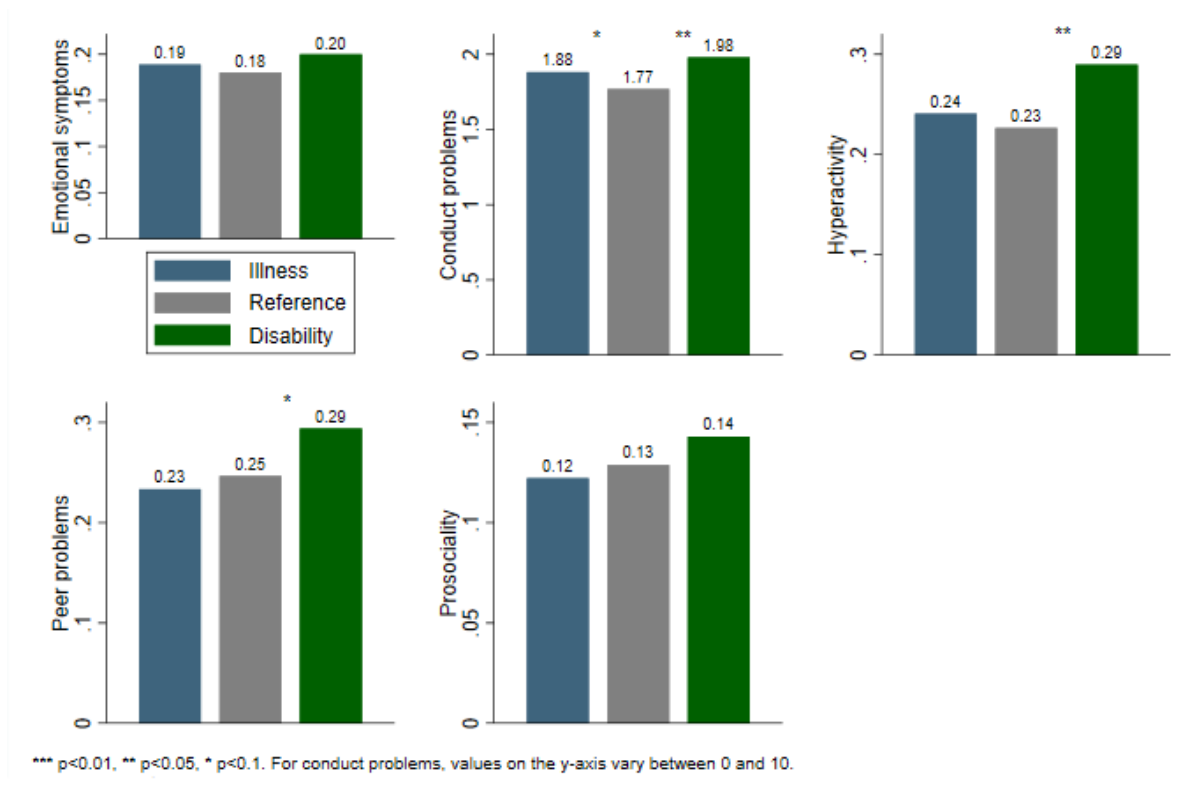 Emotional symptoms
0 .05 .1 .15 .2
0.19 0.18 0.20
Illness
Reference
Disability
Conduct problems
0 .5 1 1.5 2
* **
1.88 1.77 1.98
Hyperactivity
0 .1 .2 .3
**
0.24 0.23 0.29
Peer problems
0 .1 .2 .3
*
0.23 0.25 0.29
Prosociality
0 .05 .1 .15
0.12 0.13 0.14
*** p<0.01, ** p<0.05, * p<0.1. For conduct problems, values on the y-axis vary between 0 and 10.